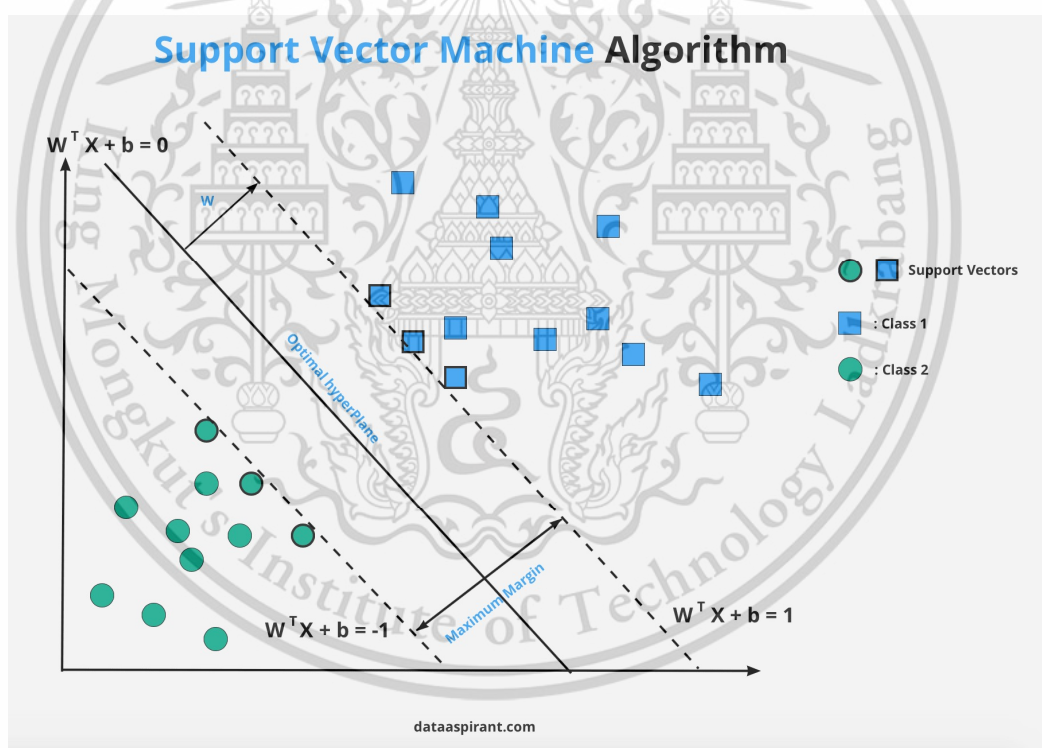 Support Vector Machine Algorithm
W^T X + b = 0
W
Support Vectors
: Class 1
: Class 2
Optimal hyperPlane
Maximum Margin
W^T X + b = -1
W^T X + b = 1
dataaspirant.com
King Mongkut's Institute of Technology Ladkrabang